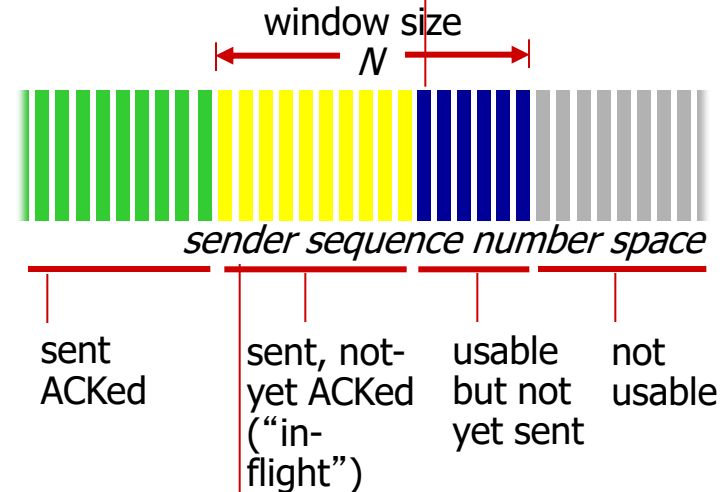 window size
N
sender sequence number space
sent
ACKed
sent, not-
yet ACKed
(“in-
flight”)
usable
but not
yet sent
not
usable